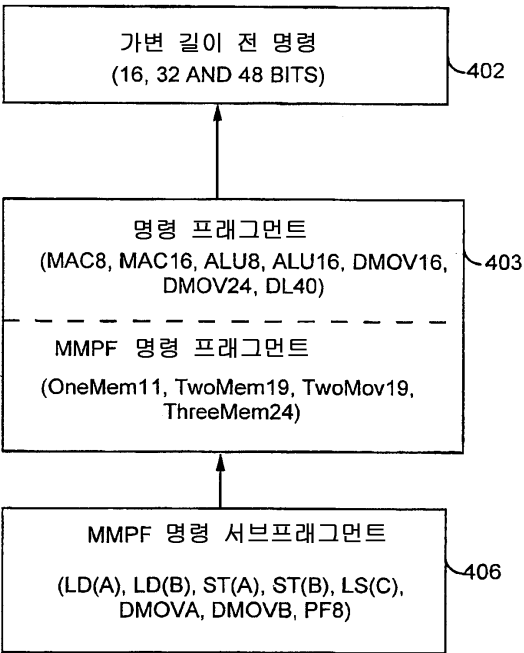 가변 길이 전 명령
(16, 32 AND 48 BITS)
402
명령 프래그먼트
(MAC8, MAC16, ALU8, ALU16, DMOV16,
DMOV24, DL40)
403
MMPF 명령 프래그먼트
(OneMem11, TwoMem19, TwoMov19,
ThreeMem24)
MMPF 명령 서브프래그먼트
(LD(A), LD(B), ST(A), ST(B), LS(C),
DMOVA, DMOVB, PF8)
406